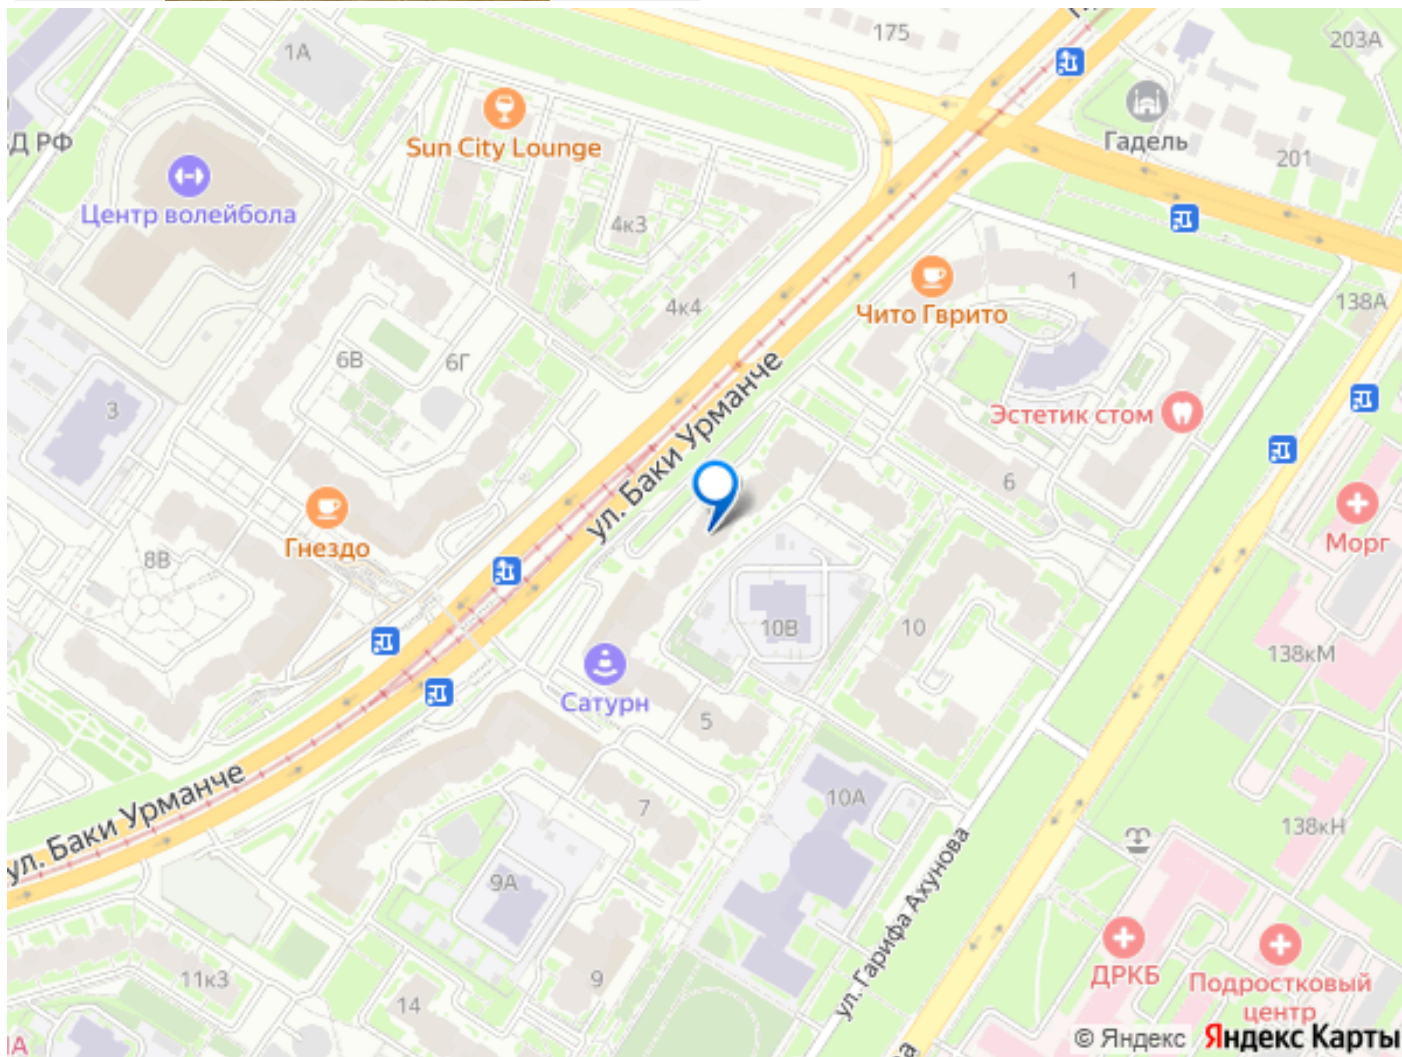 175
203А
1А
Д РФ
Sun City Lounge
Гадель
201
Центр волейбола
4к3
1
138А
4к4
Чито Гврито
6В
6Г
ул. Баки Урманче
3
Эстетик стом
6
Гнездо
Морг
8В
10В
10
138кМ
Сатурн
5
ул. Баки Урманче
7
10А
138кН
9А
ул. Гарифа Ахунова
11к3
14
9
ДРКБ
Подростковый
центр
© Яндекс Яндекс Карты